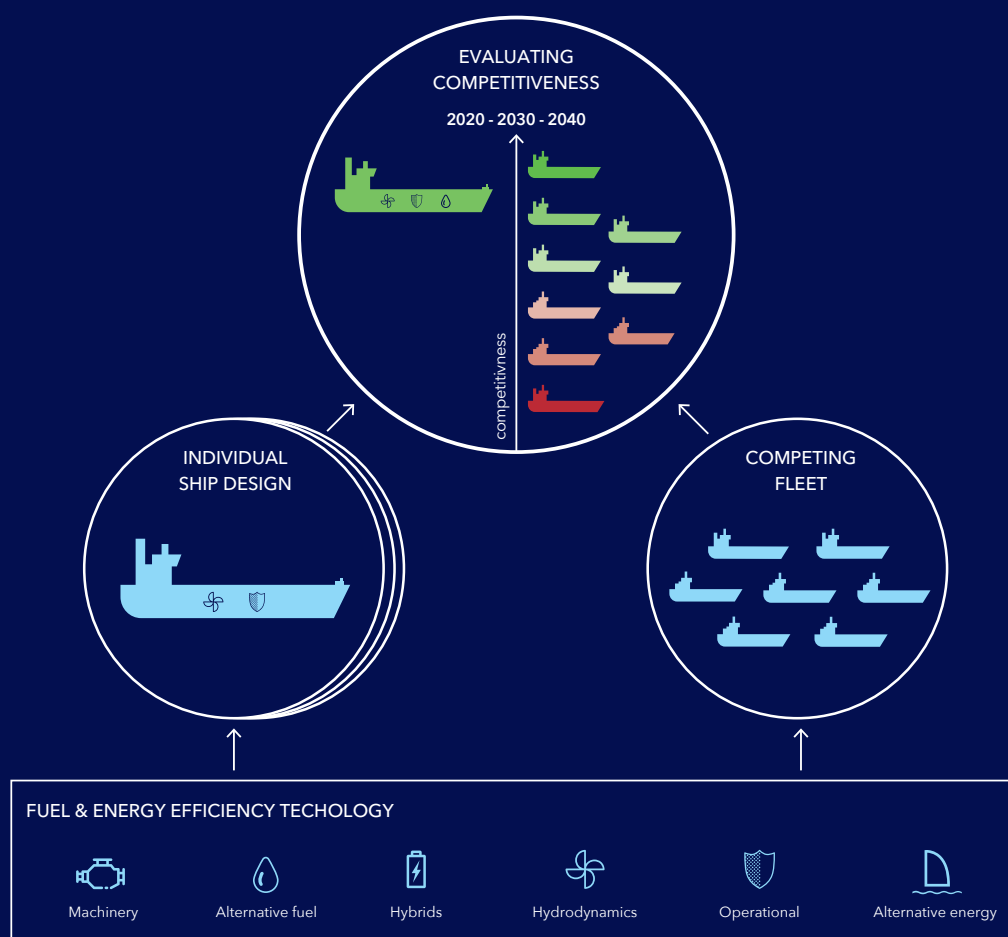 EVALUATING
COMPETITIVENESS
2020 - 2030 - 2040
competitivness
INDIVIDUAL
SHIP DESIGN
COMPETING
FLEET
FUEL & ENERGY EFFICIENCY TECHOLOGY
Machinery
Alternative fuel
Hybrids
Hydrodynamics
Operational
Alternative energy